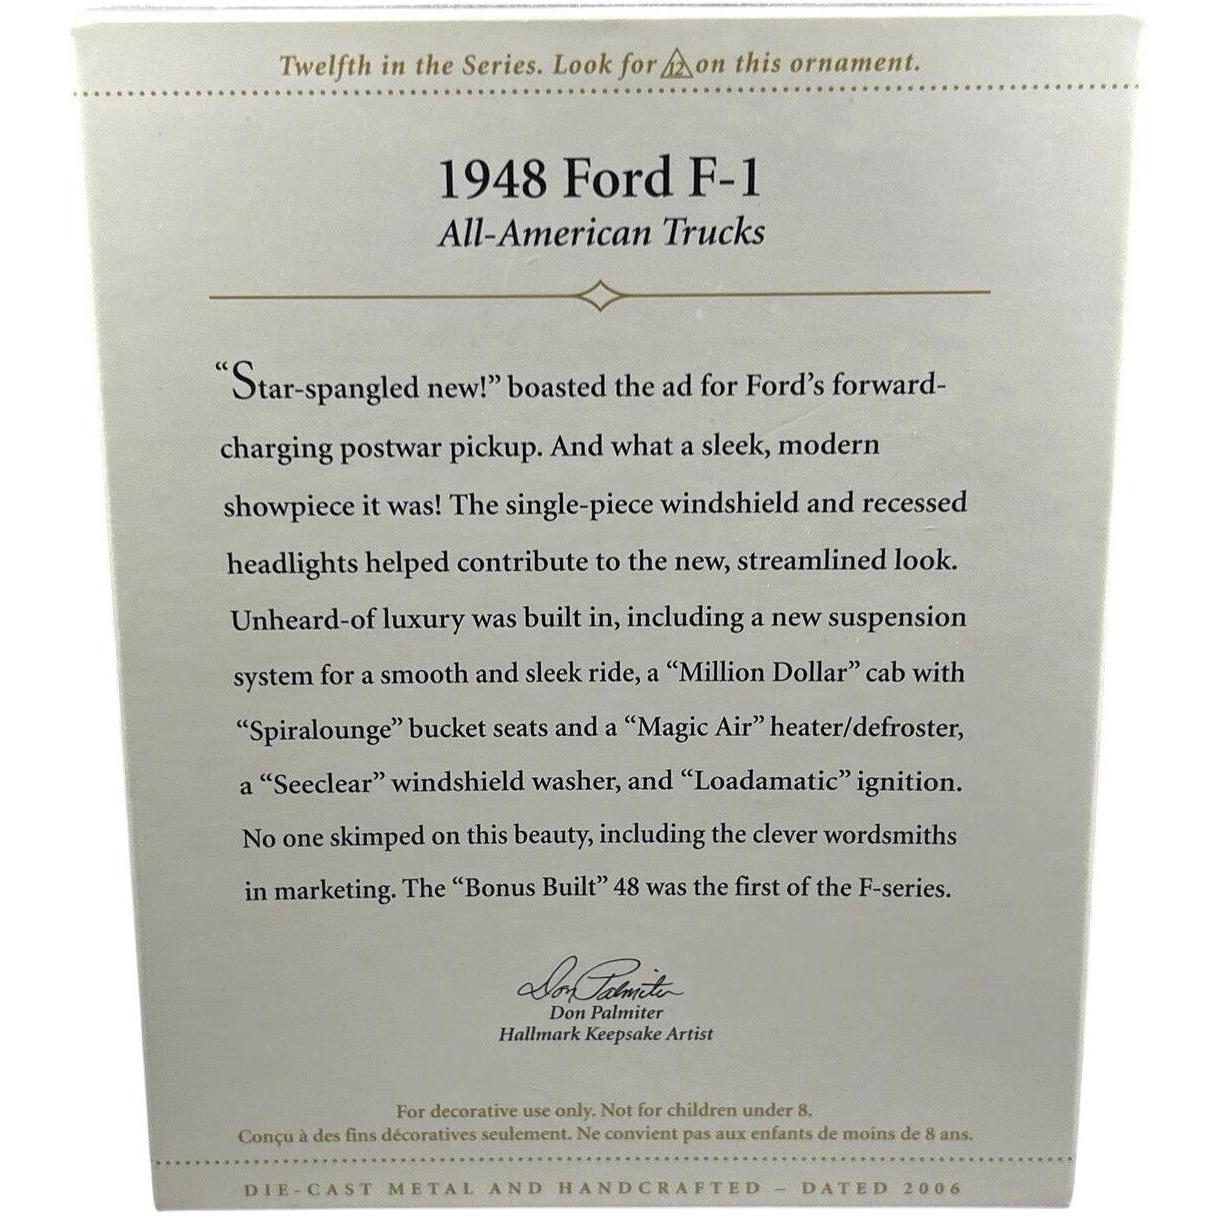 Twelfth in the Series. Look for 12 on this ornament.
1948 Ford F-1
All-American Trucks
“Star-spangled new!” boasted the ad for Ford’s forward-
charging postwar pickup. And what a sleek, modern
showpiece it was! The single-piece windshield and recessed
headlights helped contribute to the new, streamlined look.
Unheard-of luxury was built in, including a new suspension
system for a smooth and sleek ride, a “Million Dollar” cab with
“Spiralounge” bucket seats and a “Magic Air” heater/defroster,
a “Seeclear” windshield washer, and “Loadamatic” ignition.
No one skimped on this beauty, including the clever wordsmiths
in marketing. The “Bonus Built” 48 was the first of the F-series.
Don Palmiter
Don Palmiter
Hallmark Keepsake Artist
For decorative use only. Not for children under 8.
Conçu à des fins décoratives seulement. Ne convient pas aux enfants de moins de 8 ans.
DIE-CAST METAL AND HANDCRAFTED – DATED 2006